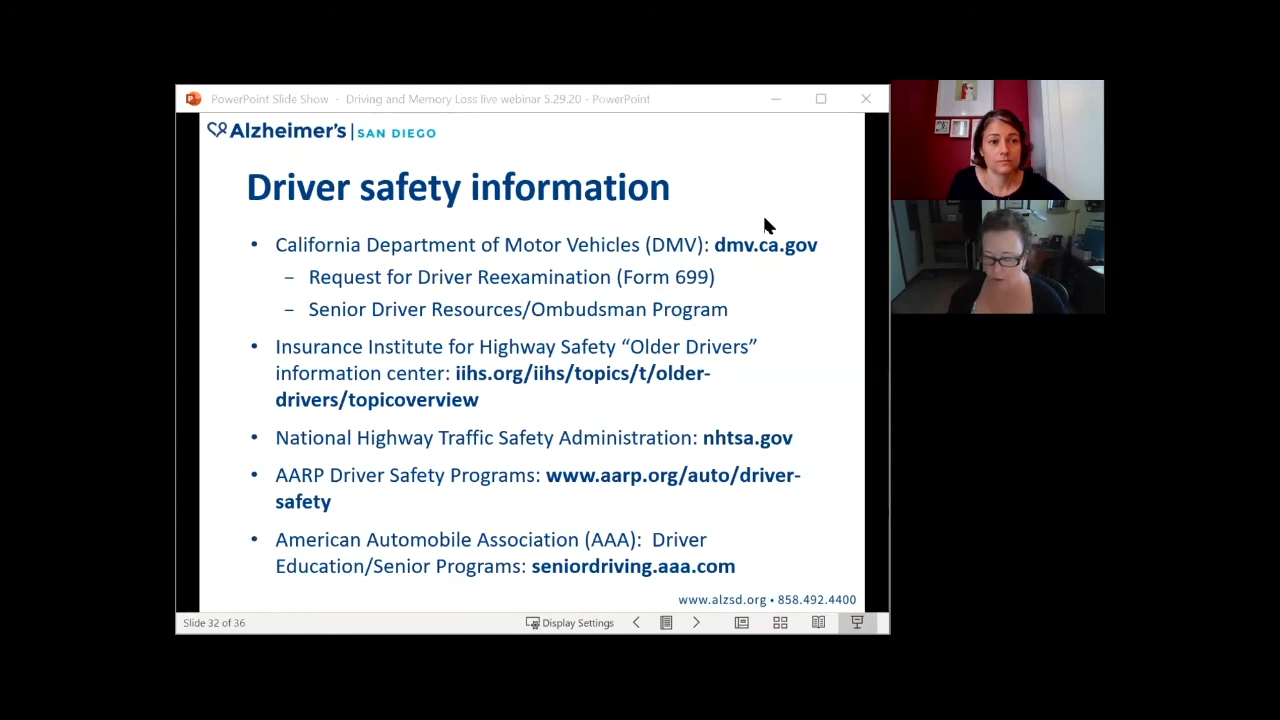 PowerPoint Slide Show - Driving and Memory Loss live webinar 5.29.20 - PowerPoint
Alzheimer's | SAN DIEGO
Driver safety information
• California Department of Motor Vehicles (DMV): dmv.ca.gov
– Request for Driver Reexamination (Form 699)
– Senior Driver Resources/Ombudsman Program
• Insurance Institute for Highway Safety “Older Drivers”
information center: iihs.org/iihs/topics/t/older-
drivers/topicoverview
• National Highway Traffic Safety Administration: nhtsa.gov
• AARP Driver Safety Programs: www.aarp.org/auto/driver-
safety
• American Automobile Association (AAA): Driver
Education/Senior Programs: seniordriving.aaa.com
www.alzsd.org • 858.492.4400
Slide 32 of 36
Display Settings